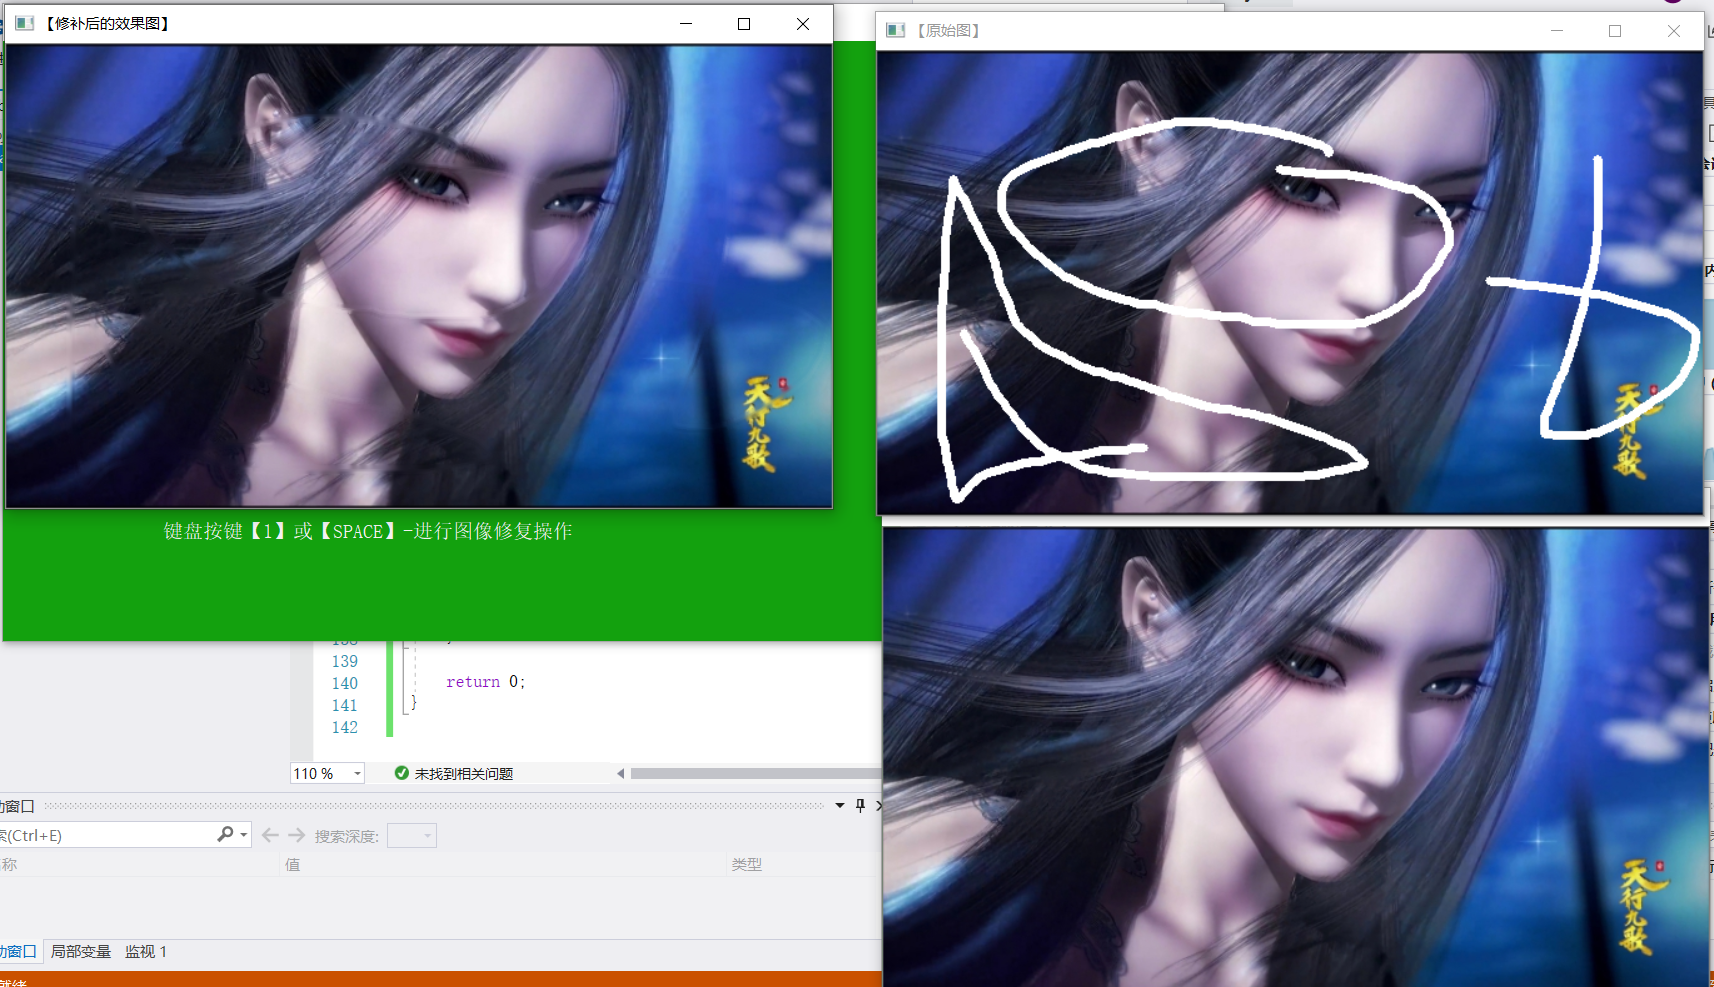 【修补后的效果图】
【原始图】
天行九歌
天行九歌
键盘按键【1】或【SPACE】-进行图像修复操作
139
140 return 0;
141 }
142
110 %
未找到相关问题
动窗口
索(Ctrl+E)
搜索深度:
称 值 类型
天行九歌
动窗口 局部变量 监视 1
就绪